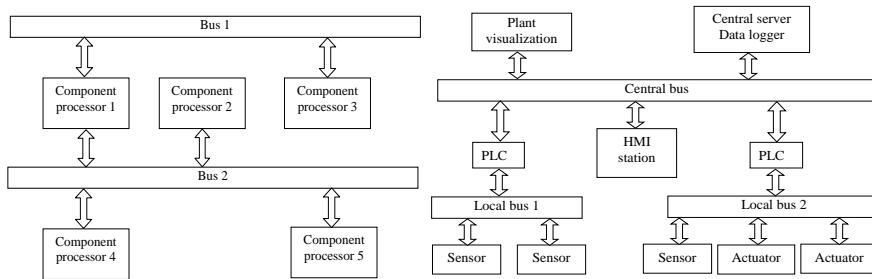 Bus 1
Component
processor 1
Component
processor 2
Component
processor 3
Bus 2
Component
processor 4
Component
processor 5
Plant
visualization
Central server
Data logger
Central bus
PLC
HMI
station
PLC
Local bus 1
Local bus 2
Sensor
Sensor
Sensor
Actuator
Actuator